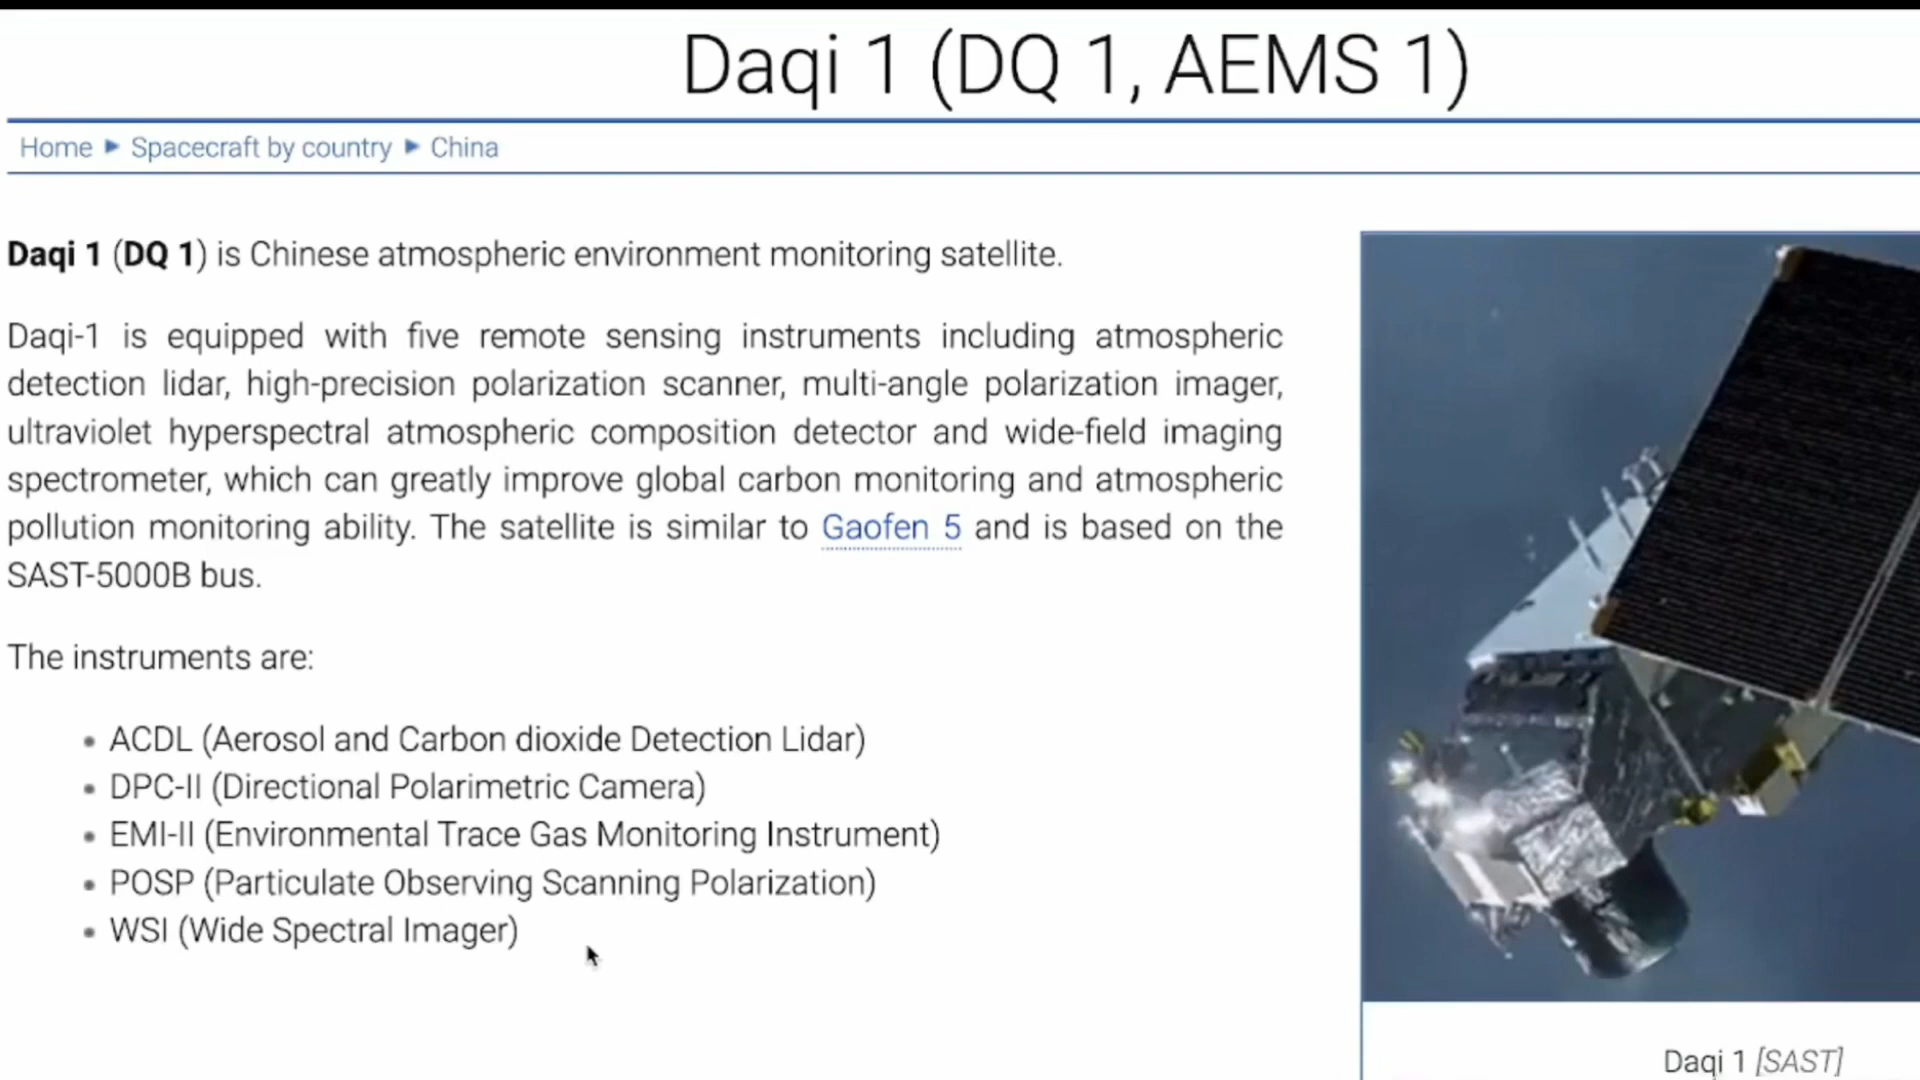 Daqi 1 (DQ 1, AEMS 1)
Home ► Spacecraft by country ► China
Daqi 1 (DQ 1) is Chinese atmospheric environment monitoring satellite.
Daqi-1 is equipped with five remote sensing instruments including atmospheric
detection lidar, high-precision polarization scanner, multi-angle polarization imager,
ultraviolet hyperspectral atmospheric composition detector and wide-field imaging
spectrometer, which can greatly improve global carbon monitoring and atmospheric
pollution monitoring ability. The satellite is similar to Gaofen 5 and is based on the
SAST-5000B bus.
The instruments are:
• ACDL (Aerosol and Carbon dioxide Detection Lidar)
• DPC-II (Directional Polarimetric Camera)
• EMI-II (Environmental Trace Gas Monitoring Instrument)
• POSP (Particulate Observing Scanning Polarization)
• WSI (Wide Spectral Imager)
Daqi 1 [SAST]